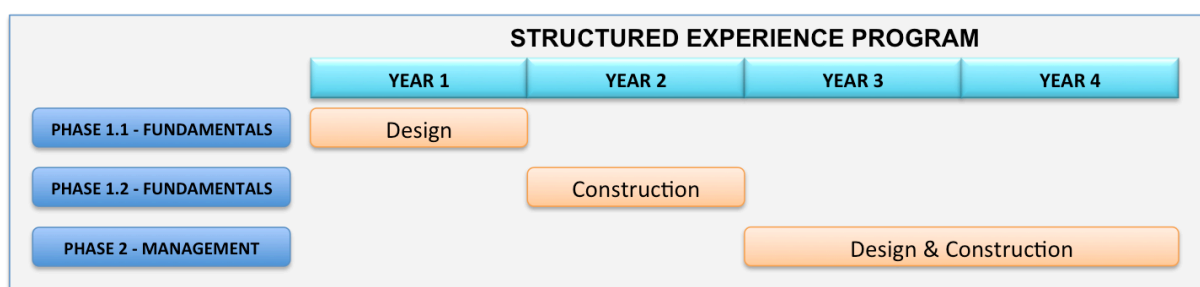 STRUCTURED EXPERIENCE PROGRAM
YEAR 1 YEAR 2 YEAR 3 YEAR 4
PHASE 1.1 - FUNDAMENTALS Design
PHASE 1.2 - FUNDAMENTALS Construction
PHASE 2 - MANAGEMENT Design & Construction